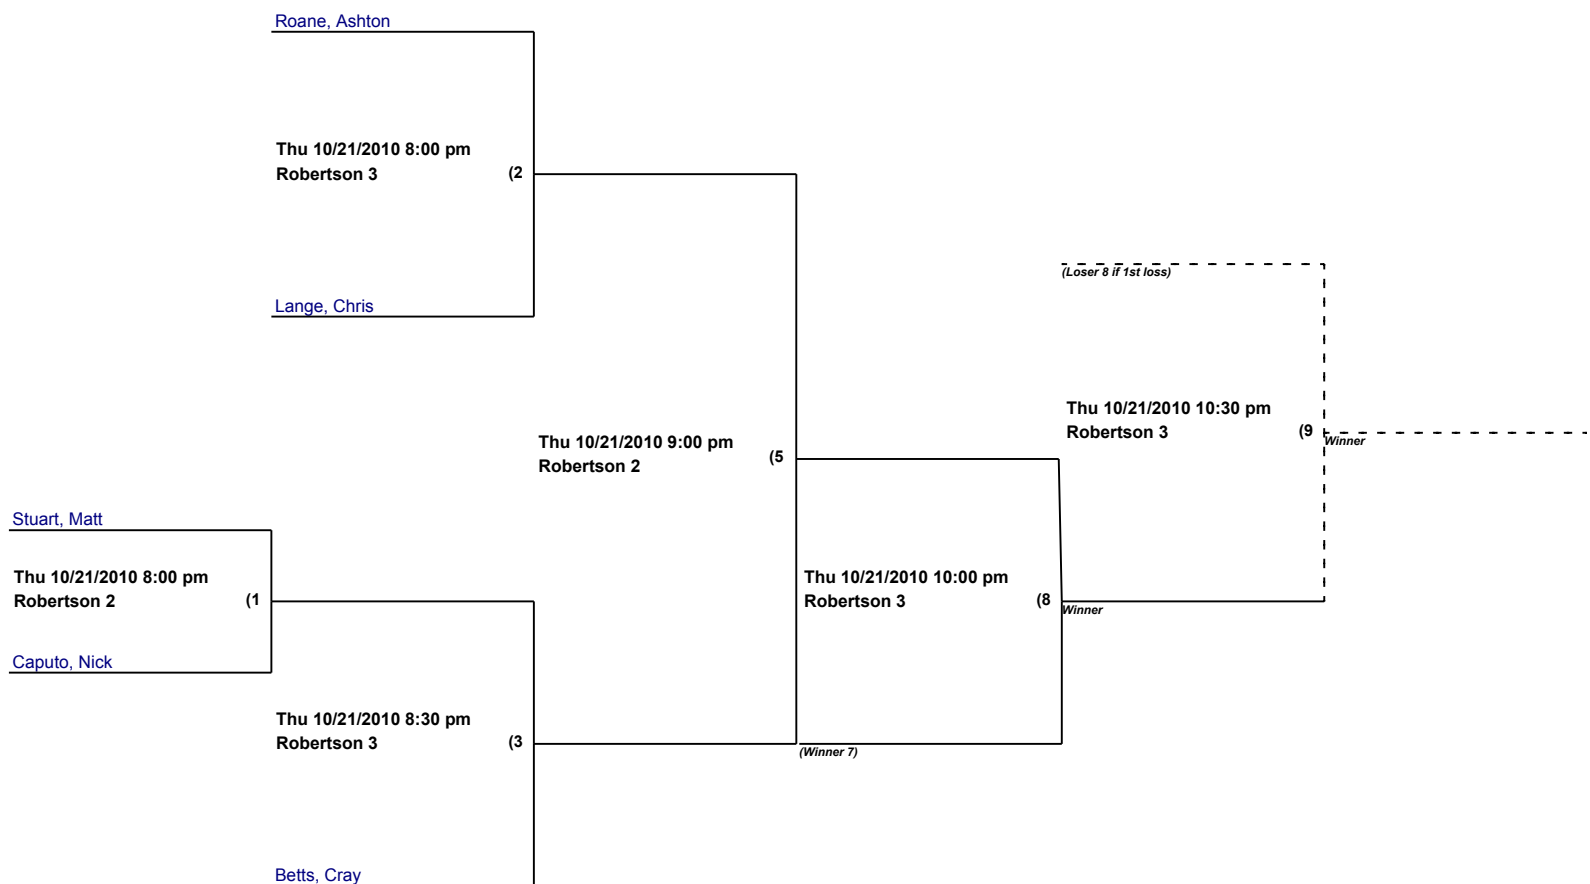 Roane, Ashton
Thu 10/21/2010 8:00 pm
Robertson 3 (2
(Loser 8 if 1st loss)
Lange, Chris
Thu 10/21/2010 10:30 pm
Robertson 3 (9
Winner
Thu 10/21/2010 9:00 pm
Robertson 2 (5
Stuart, Matt
Thu 10/21/2010 8:00 pm
Robertson 2 (1
Thu 10/21/2010 10:00 pm
Robertson 3 (8
Winner
Caputo, Nick
Thu 10/21/2010 8:30 pm
Robertson 3 (3
(Winner 7)
Betts, Cray